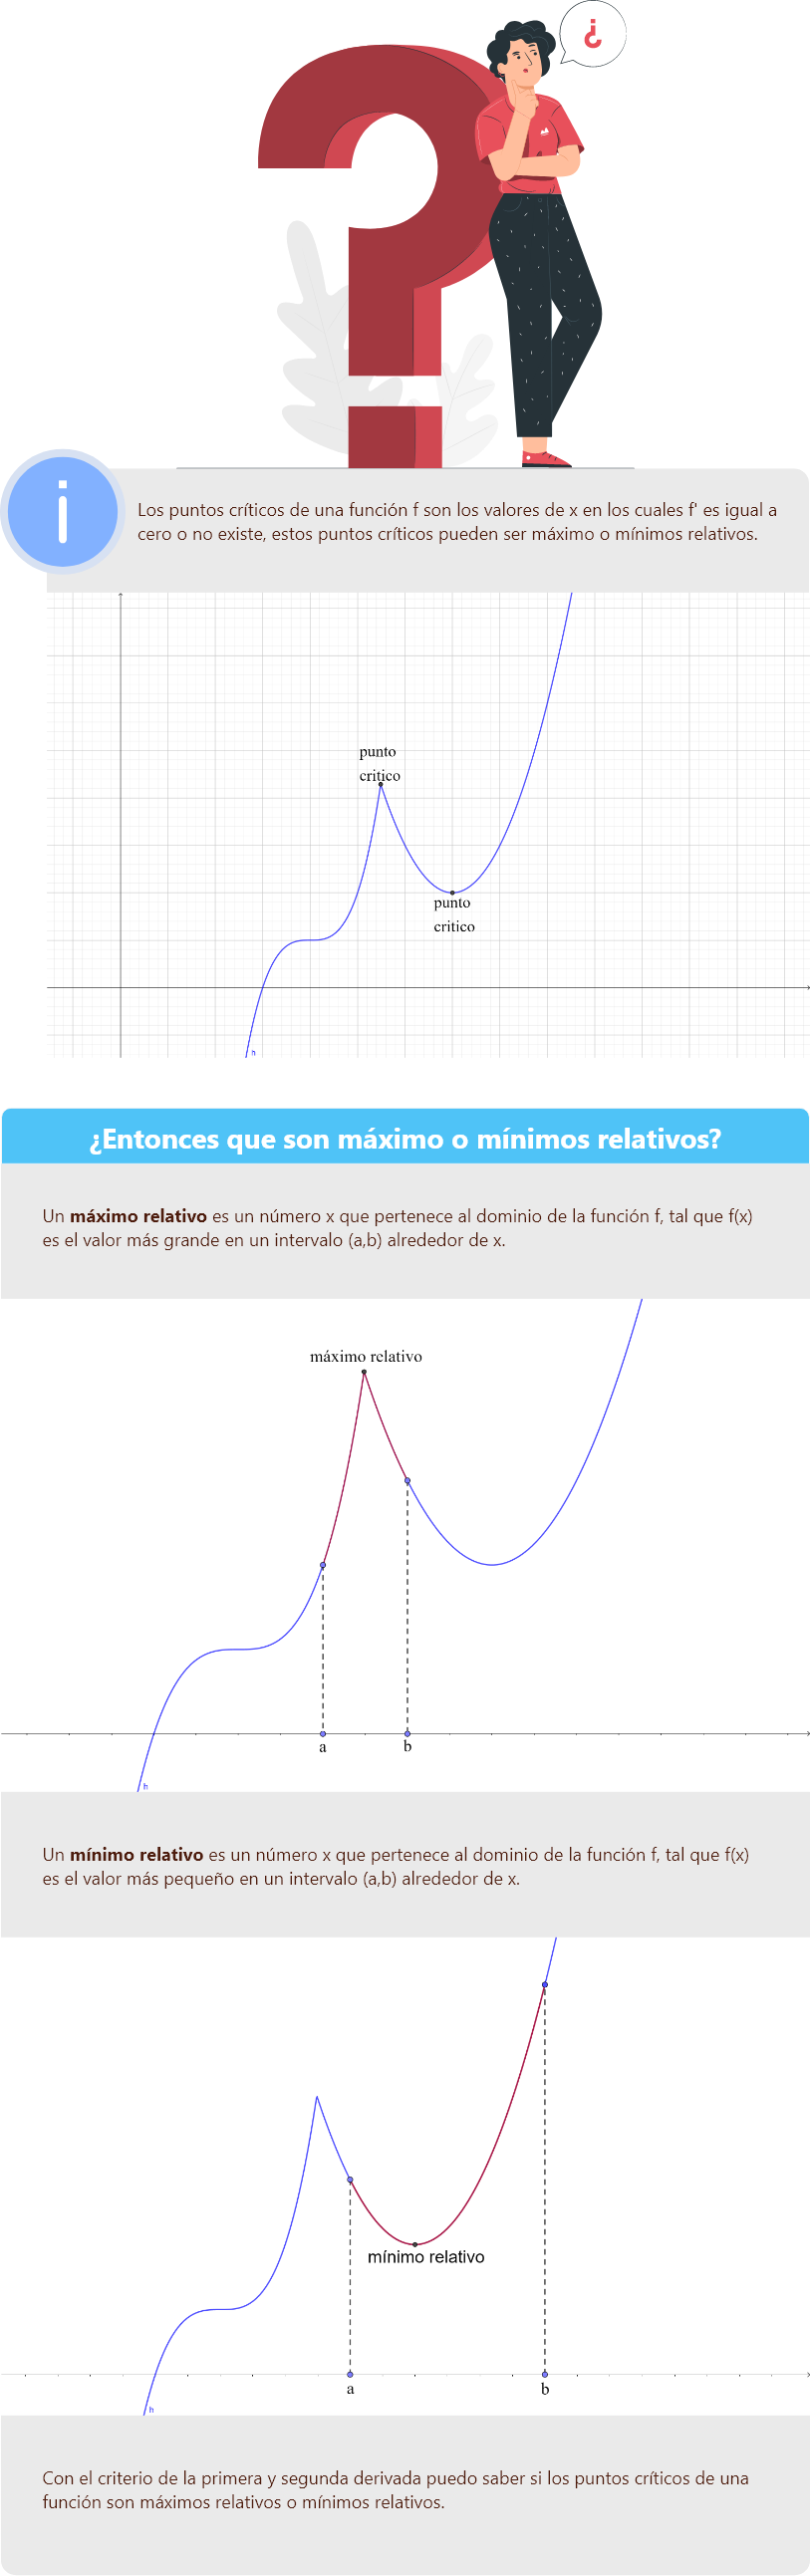 ¿
i
Los puntos críticos de una función f son los valores de x en los cuales f' es igual a
cero o no existe, estos puntos críticos pueden ser máximo o mínimos relativos.
punto
critico
punto
critico
h
¿Entonces que son máximo o mínimos relativos?
Un máximo relativo es un número x que pertenece al dominio de la función f, tal que f(x)
es el valor más grande en un intervalo (a,b) alrededor de x.
máximo relativo
a b
h
Un mínimo relativo es un número x que pertenece al dominio de la función f, tal que f(x)
es el valor más pequeño en un intervalo (a,b) alrededor de x.
mínimo relativo
a b
h
Con el criterio de la primera y segunda derivada puedo saber si los puntos críticos de una
función son máximos relativos o mínimos relativos.